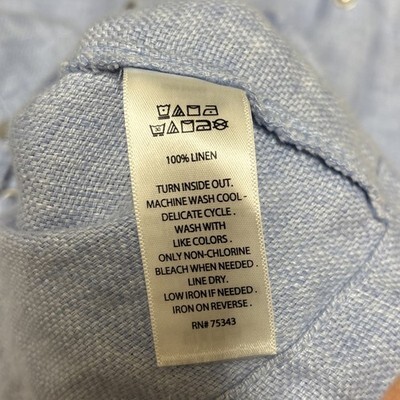 100% LINEN
TURN INSIDE OUT.
MACHINE WASH COOL -
DELICATE CYCLE .
WASH WITH
LIKE COLORS .
ONLY NON-CHLORINE
BLEACH WHEN NEEDED .
LINE DRY.
LOW IRON IF NEEDED .
IRON ON REVERSE .
RN# 75343